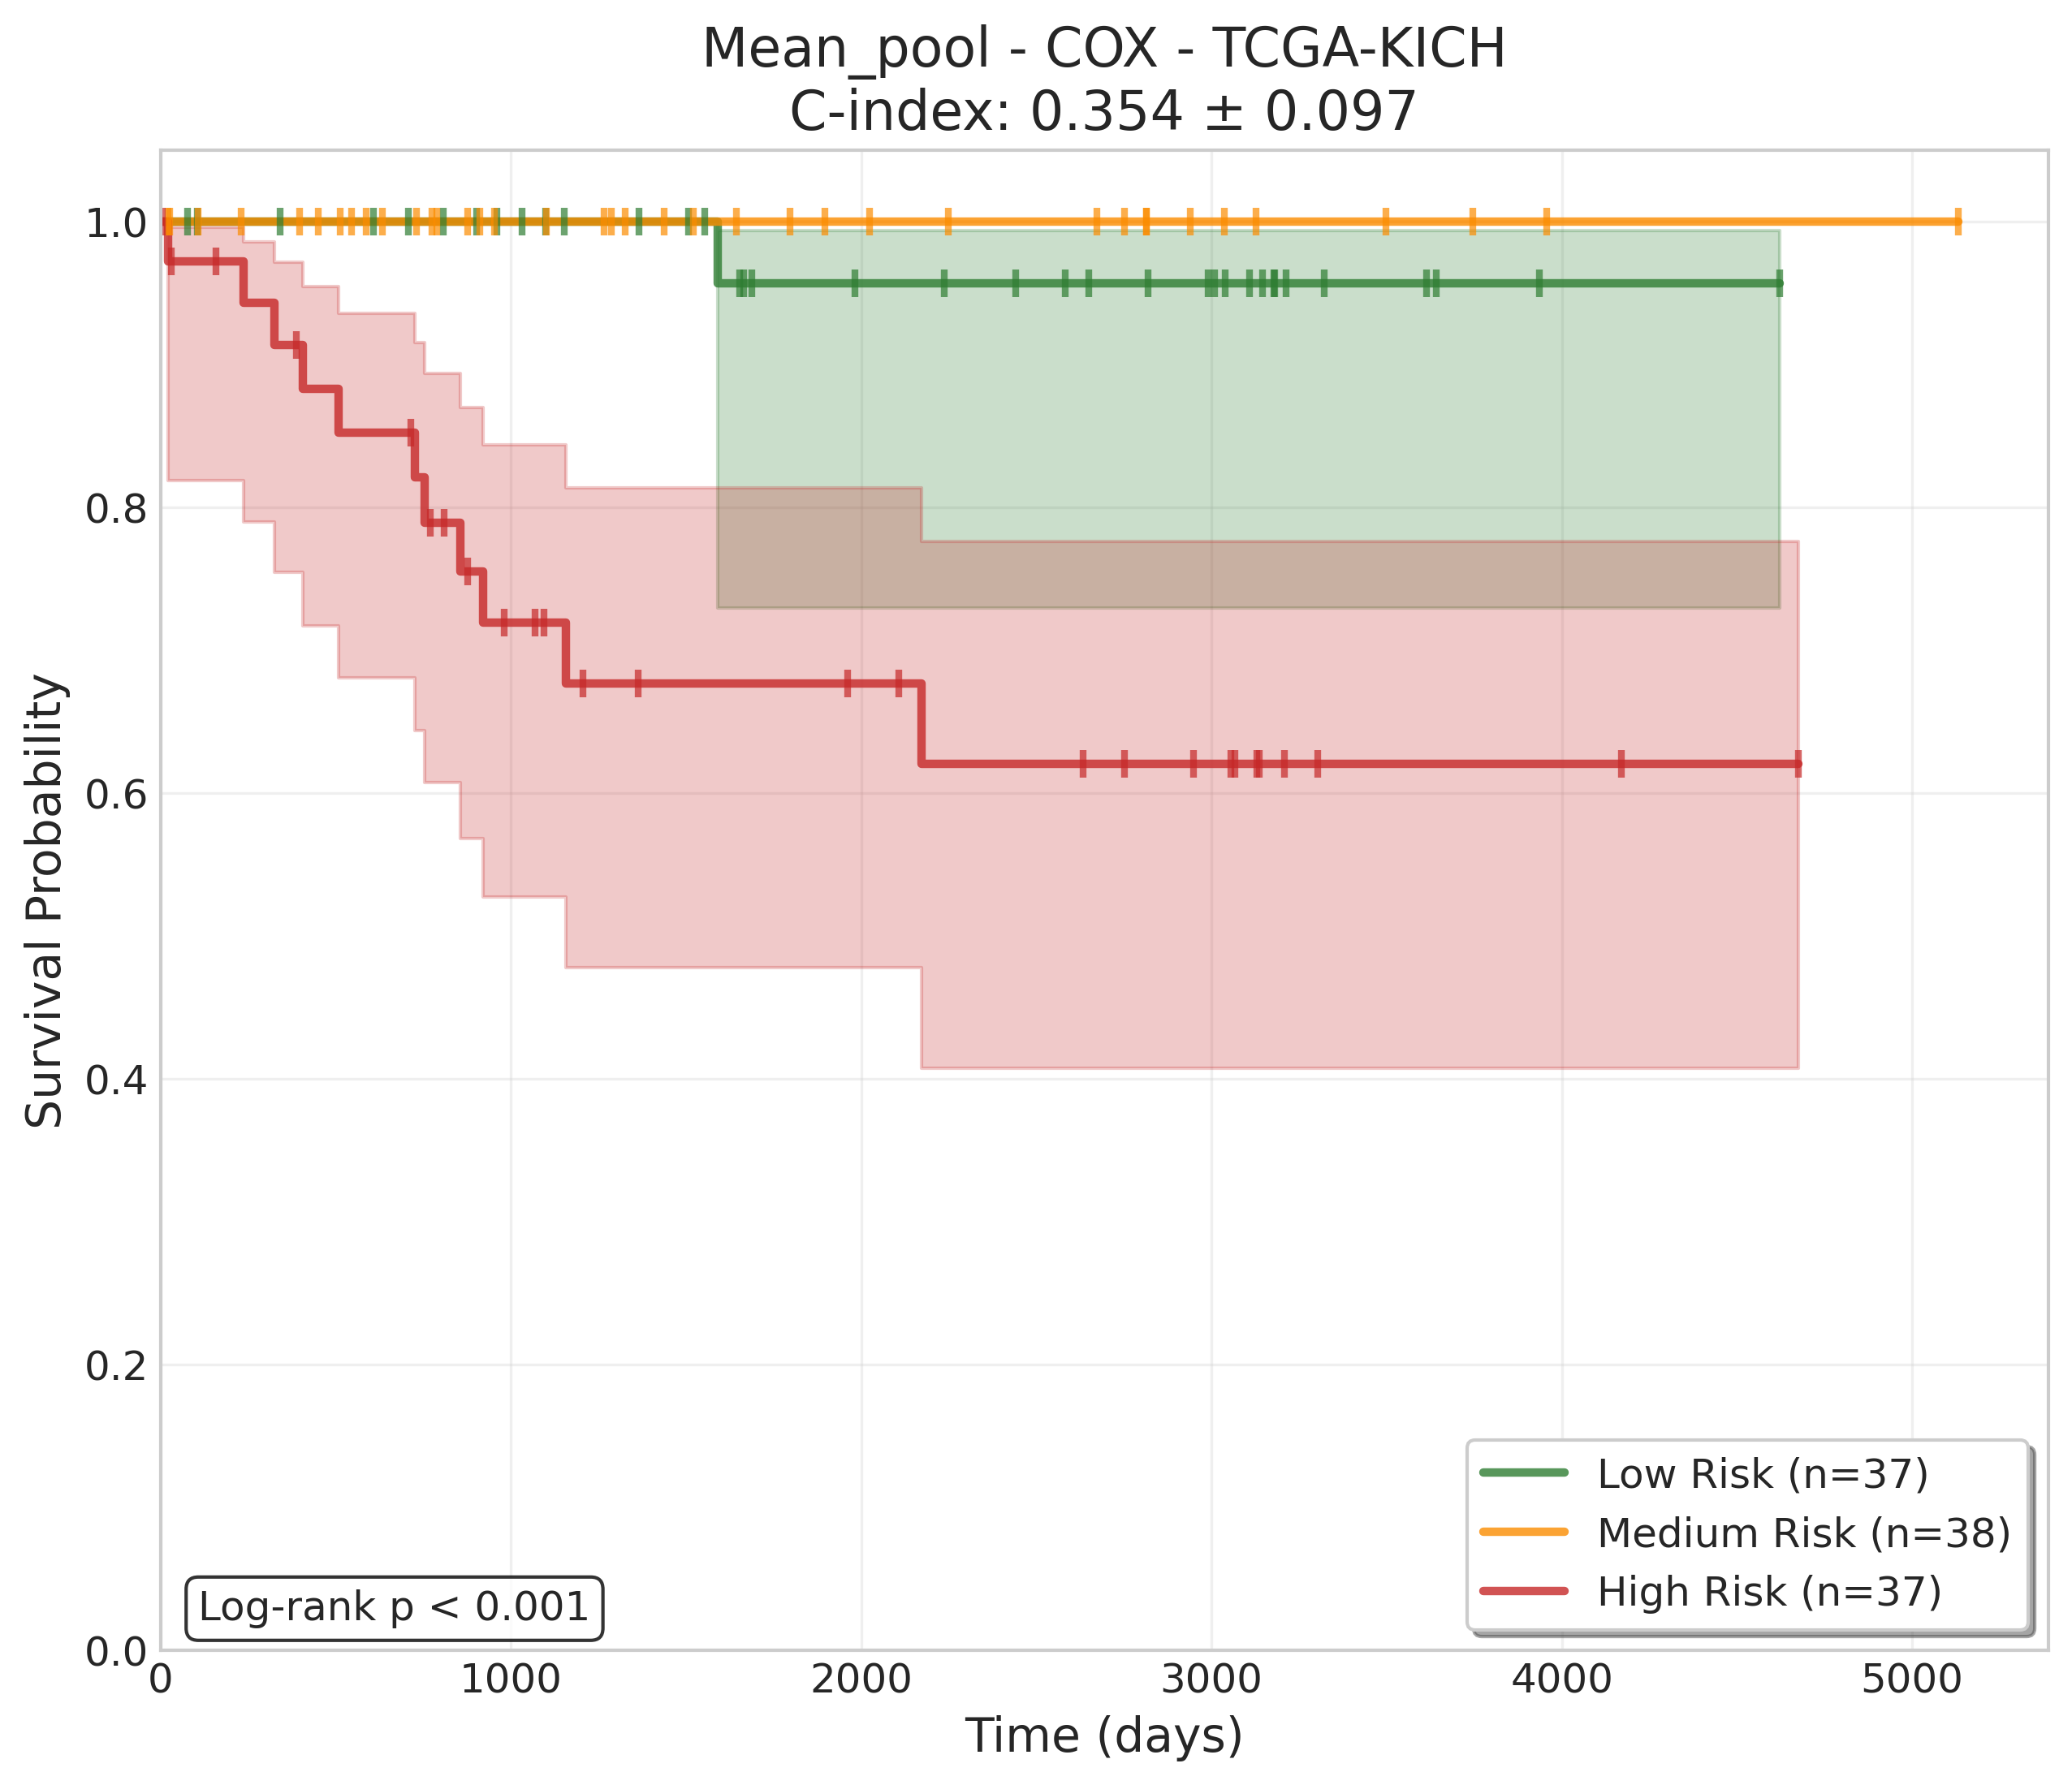 Mean_pool - COX - TCGA-KICH
C-index: 0.354 ± 0.097
Survival Probability
1.0
0.8
0.6
0.4
0.2
0.0
Low Risk (n=37)
Medium Risk (n=38)
High Risk (n=37)
Log-rank p < 0.001
0 1000 2000 3000 4000 5000
Time (days)